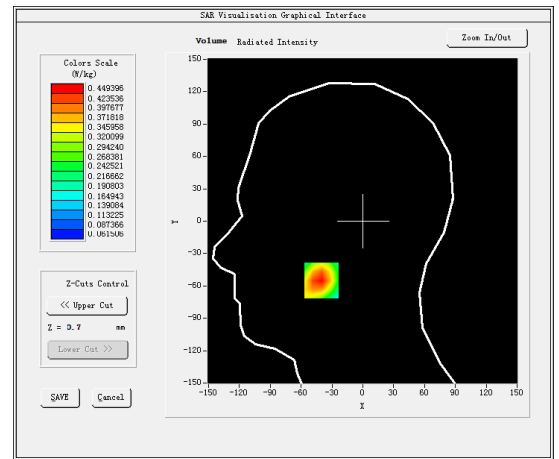 SAR Visualisation Graphical Interface
Volume Radiated Intensity
Zoom In/Out
Colors Scale
(W/kg)
0.449396
0.423536
0.397677
0.371818
0.345958
0.320099
0.294240
0.268381
0.242521
0.216662
0.190803
0.164943
0.139084
0.113225
0.087366
0.061506
Z-Cuts Control
<< Upper Cut
Z = 0.7 mm
Lower Cut >>
SAVE Cancel
150
120
90
60
30
0
-30
-60
-90
-120
-150
Y
-150 -120 -90 -60 -30 0 30 60 90 120 150
X